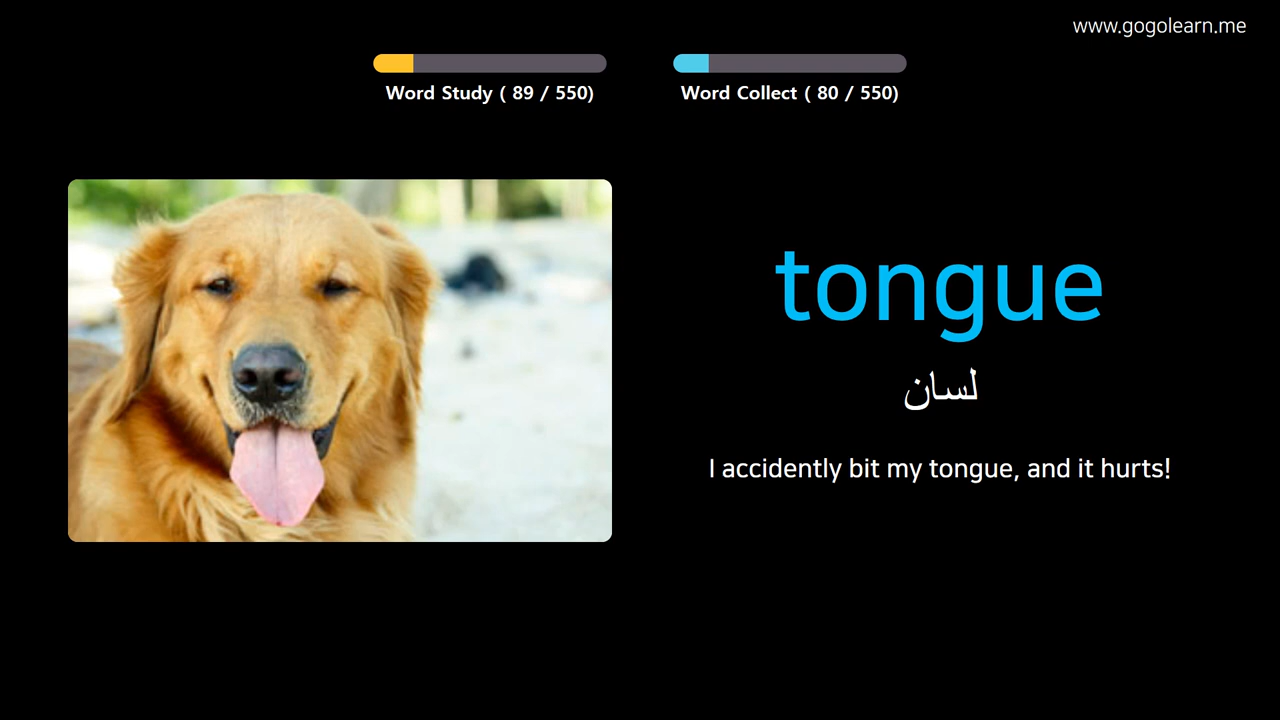 www.gogolearn.me
Word Study ( 89 / 550)
Word Collect ( 80 / 550)
tongue
لسان
I accidently bit my tongue, and it hurts!